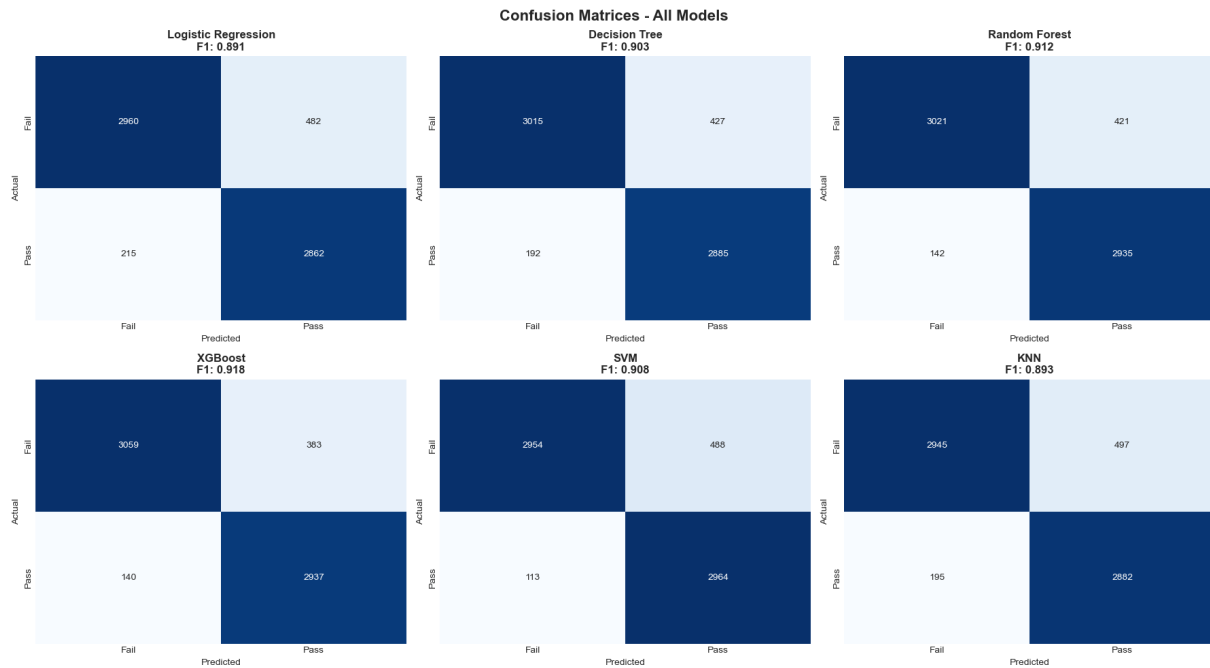 Confusion Matrices - All Models
Logistic Regression
F1: 0.891
Fail
2960
482
Actual
Pass
215
2862
Fail
Pass
Predicted
Decision Tree
F1: 0.903
Fail
3015
427
Actual
Pass
192
2885
Fail
Pass
Predicted
Random Forest
F1: 0.912
Fail
3021
421
Actual
Pass
142
2935
Fail
Pass
Predicted
XGBoost
F1: 0.918
Fail
3059
383
Actual
Pass
140
2937
Fail
Pass
Predicted
SVM
F1: 0.908
Fail
2954
488
Actual
Pass
113
2964
Fail
Pass
Predicted
KNN
F1: 0.893
Fail
2945
497
Actual
Pass
195
2882
Fail
Pass
Predicted